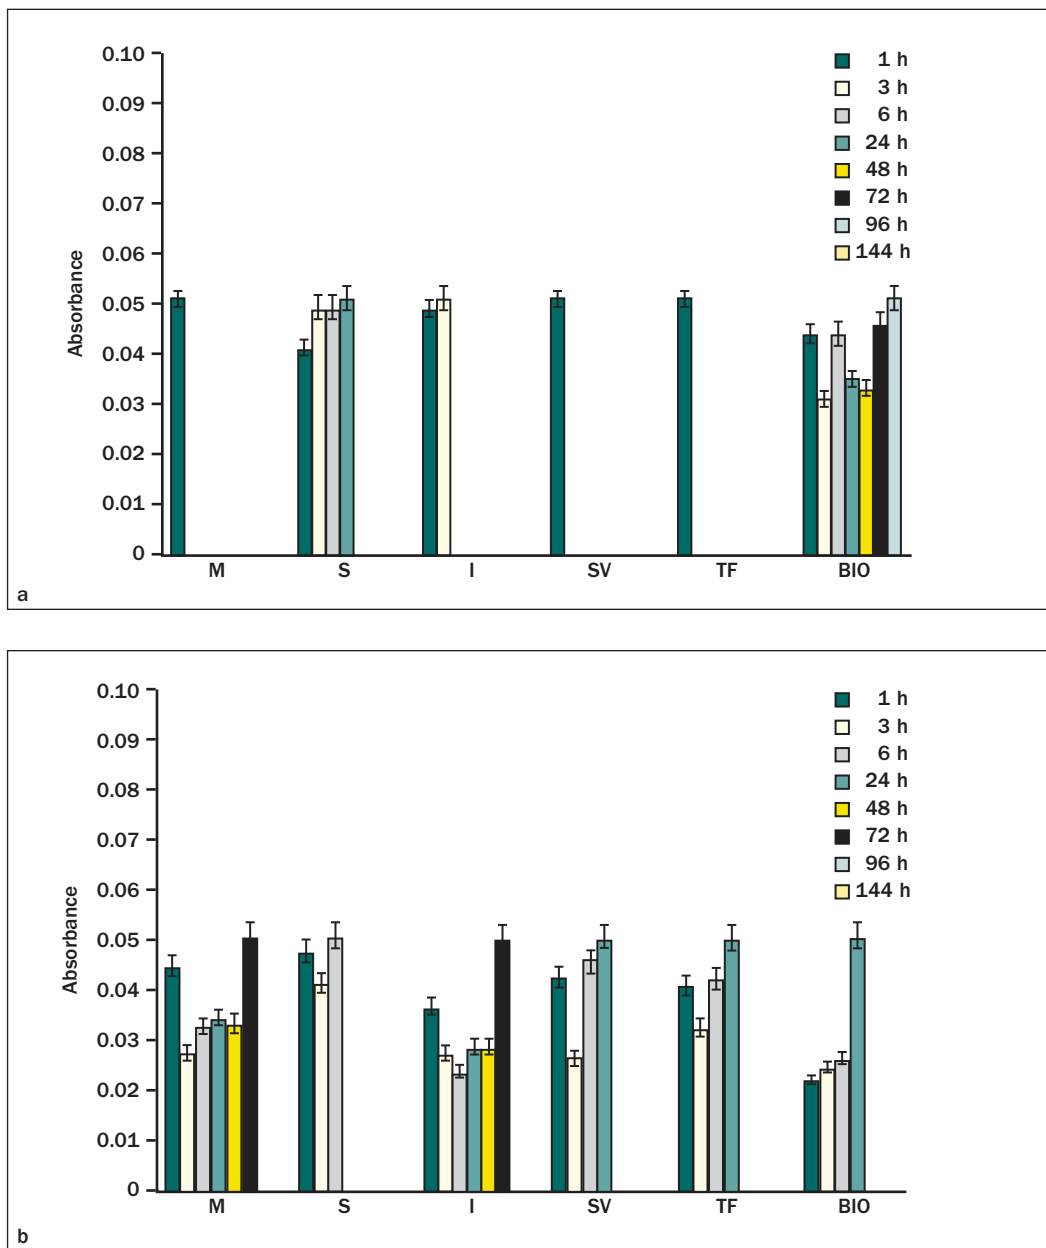 0.10
0.09
0.08
0.07
0.06
0.05
0.04
0.03
0.02
0.01
0
Absorbance
1 h
3 h
6 h
24 h
48 h
72 h
96 h
144 h
M S I SV TF BIO
a
0.10
0.09
0.08
0.07
0.06
0.05
0.04
0.03
0.02
0.01
0
Absorbance
1 h
3 h
6 h
24 h
48 h
72 h
96 h
144 h
M S I SV TF BIO
b